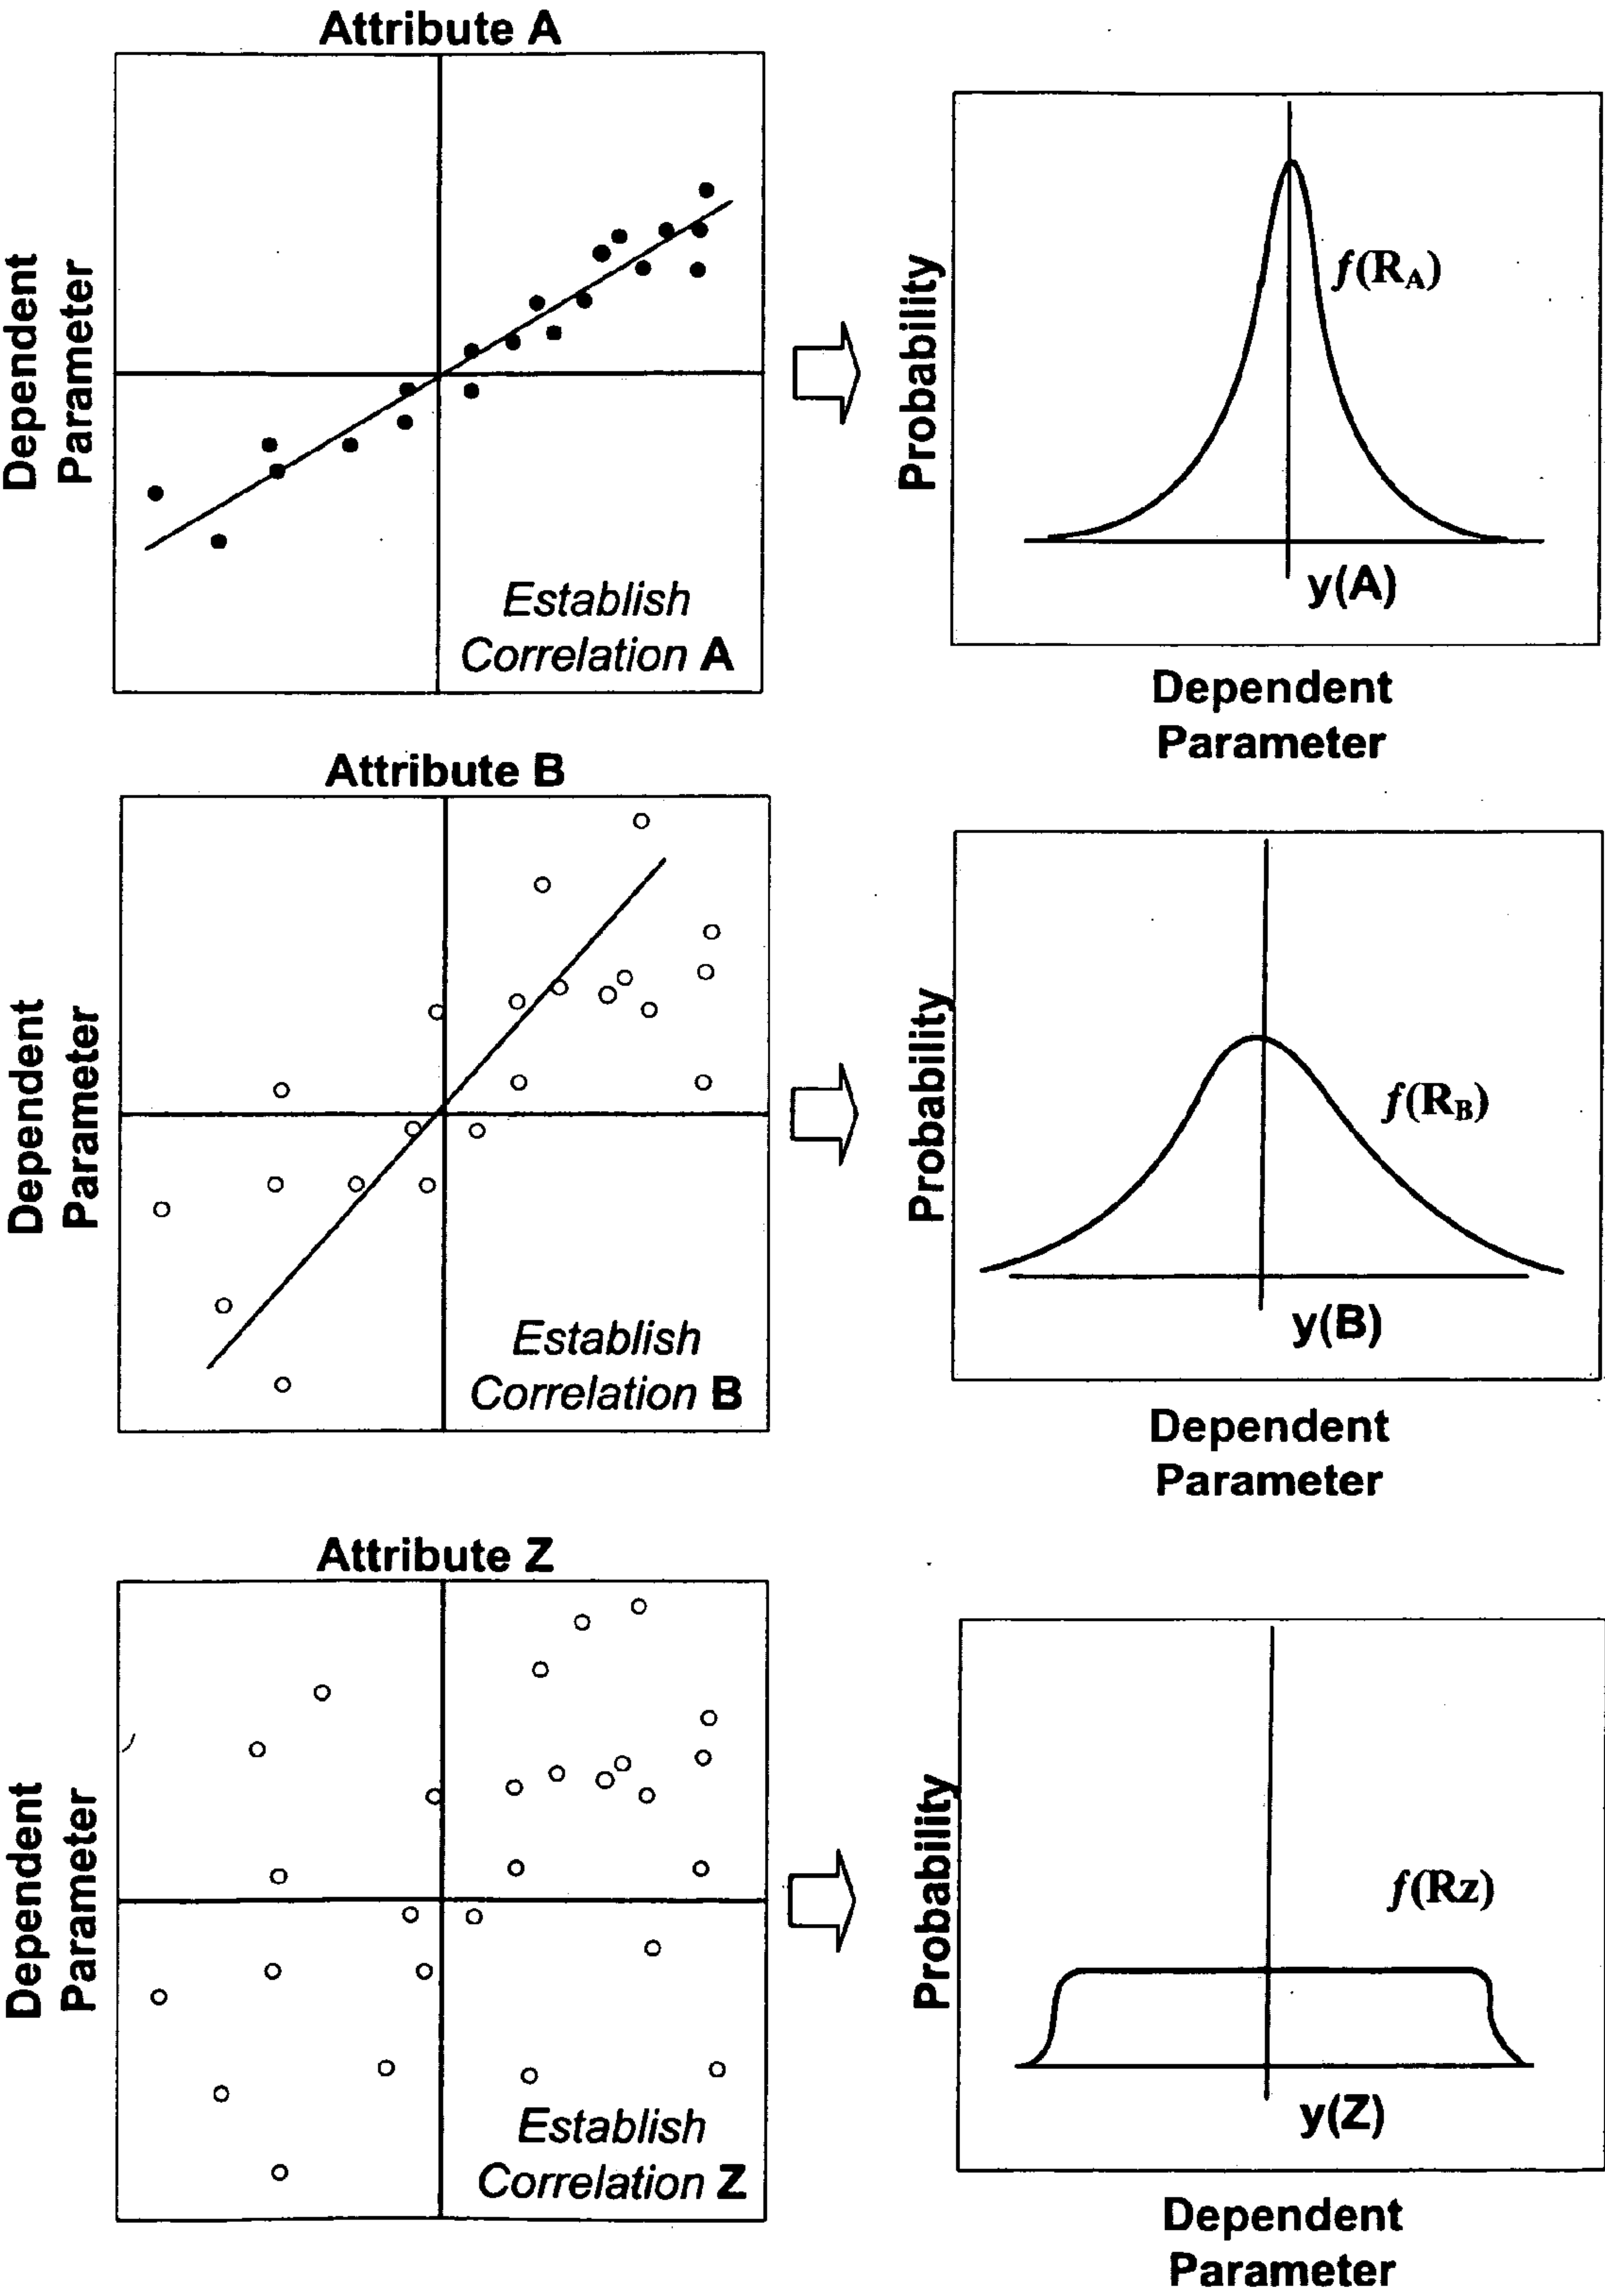 Attribute A
Dependent
Parameter
Establish
Correlation A
Probability
f(RA)
y(A)
Dependent
Parameter
Attribute B
Dependent
Parameter
Establish
Correlation B
Probability
f(RB)
y(B)
Dependent
Parameter
Attribute Z
Dependent
Parameter
Establish
Correlation Z
Probability
f(Rz)
y(Z)
Dependent
Parameter